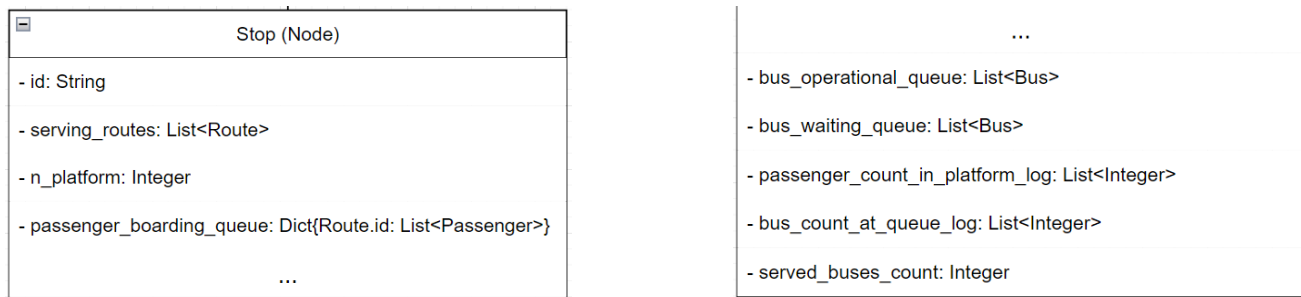 Stop (Node)
- id: String
- serving_routes: List<Route>
- n_platform: Integer
- passenger_boarding_queue: Dict{Route.id: List<Passenger>}
...
...
- bus_operational_queue: List<Bus>
- bus_waiting_queue: List<Bus>
- passenger_count_in_platform_log: List<Integer>
- bus_count_at_queue_log: List<Integer>
- served_buses_count: Integer